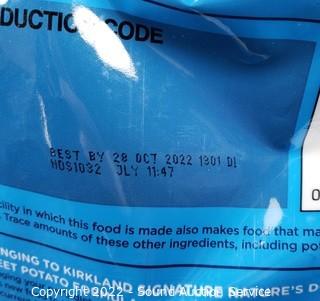 DUCTION CODE
BEST BY 28 OCT 2022 1301 DI
HOS1032 JLY 11:47
cility in which this food is made also makes food that ma
. Trace amounts of these other ingredients, including pot
NGING TO KIRKLAND SIGNATURE
HERE'S D
EET POTATO
Copyright 2022 - Sound Auction Service